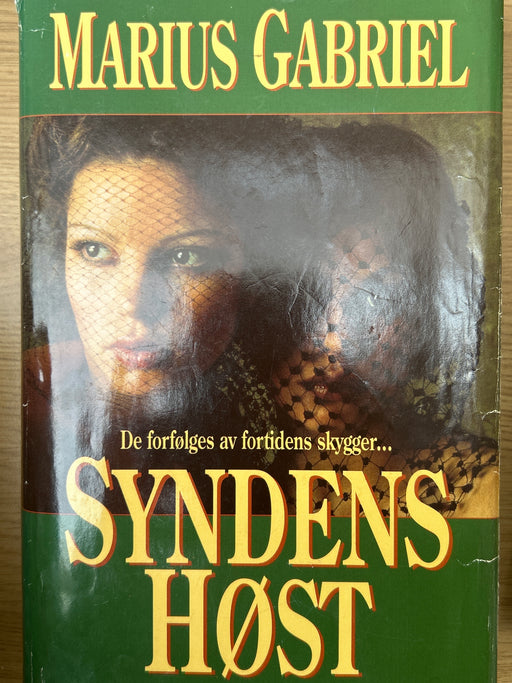 MARIUS GABRIEL
De forfølges av fortidens skygger...
SYNDENS
HØST